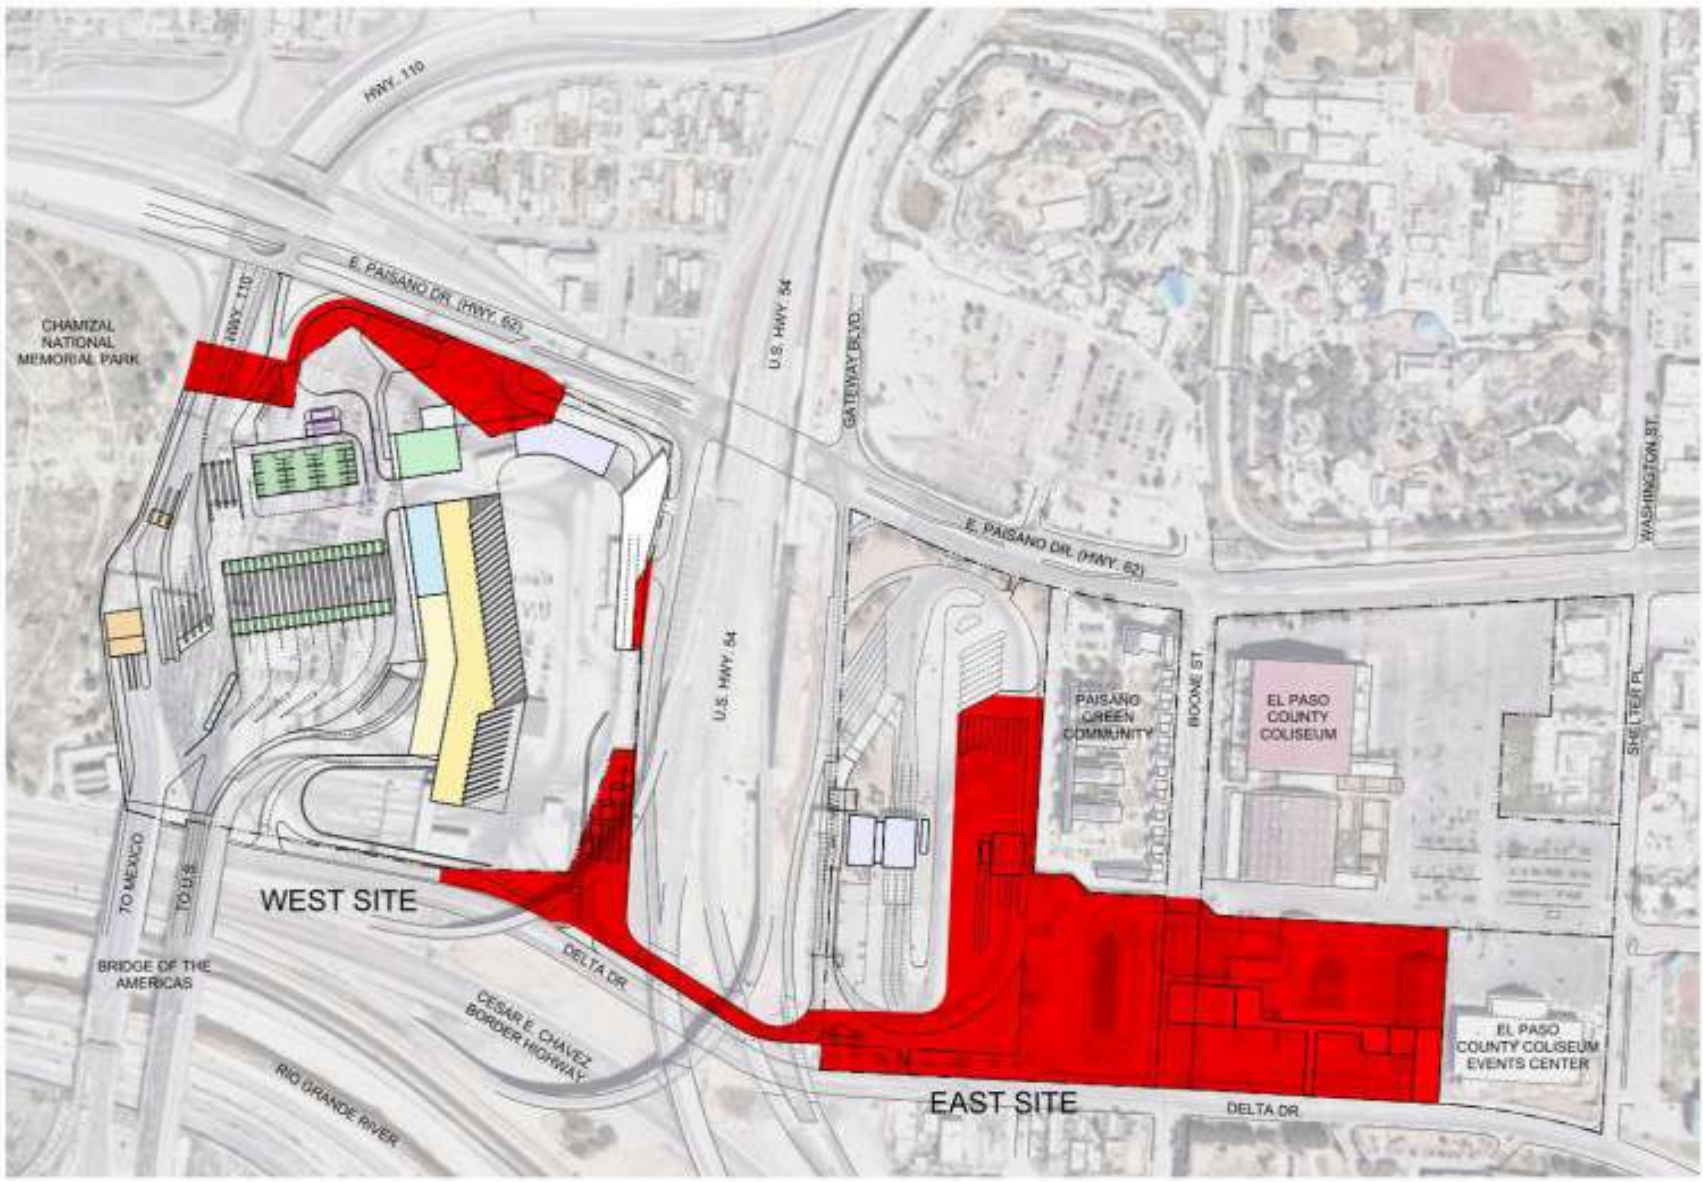 HWY. 110
E. PAISANO DR. (HWY. 62)
HWY. 110
U.S. HWY. 54
GATEWAY BLVD.
CHAMIZAL
NATIONAL
MEMORIAL PARK
WASHINGTON ST.
E. PAISANO DR. (HWY. 62)
U.S. HWY. 54
PAISANO
GREEN
COMMUNITY
BOONE ST.
EL PASO
COUNTY
COLISEUM
SHELTER PL.
TO MEXICO
TO U.S.
WEST SITE
DELTA DR.
BRIDGE OF THE
AMERICAS
CESAR E. CHAVEZ
BORDER HIGHWAY
RIO GRANDE RIVER
EL PASO
COUNTY COLISEUM
EVENTS CENTER
EAST SITE
DELTA DR.